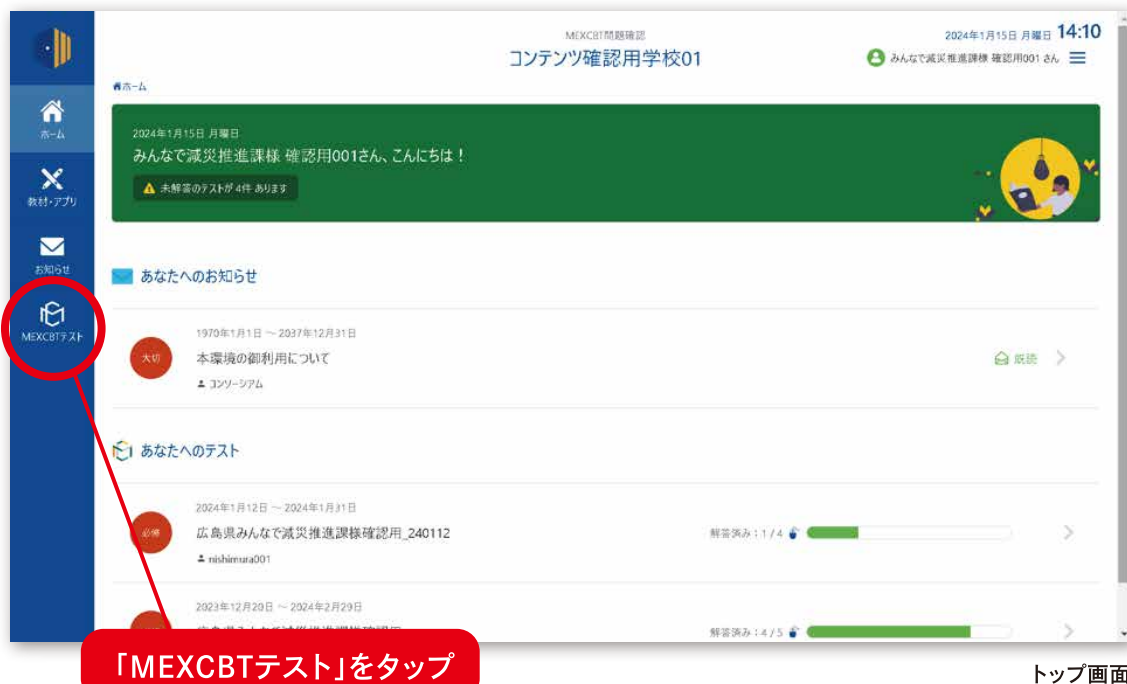 MEXCBT問題確認
コンテンツ確認用学校01
2024年1月15日 月曜日 14:10
みんなで減災推進課様 確認用001 さん
ホーム
ホーム
教材・アプリ
お知らせ
MEXCBTテスト
2024年1月15日 月曜日
みんなで減災推進課様 確認用001さん、こんにちは！
未解答のテストが 4件 あります
あなたへのお知らせ
大切
1970年1月1日 ～ 2037年12月31日
本環境の御利用について
コンソーシアム
既読
あなたへのテスト
必須
2024年1月12日 ～ 2024年1月31日
広島県みんなで減災推進課様確認用_240112
nishimura001
解答済み : 1 / 4
2023年12月20日 ～ 2024年2月29日
解答済み : 4 / 5
「MEXCBTテスト」をタップ
トップ画面